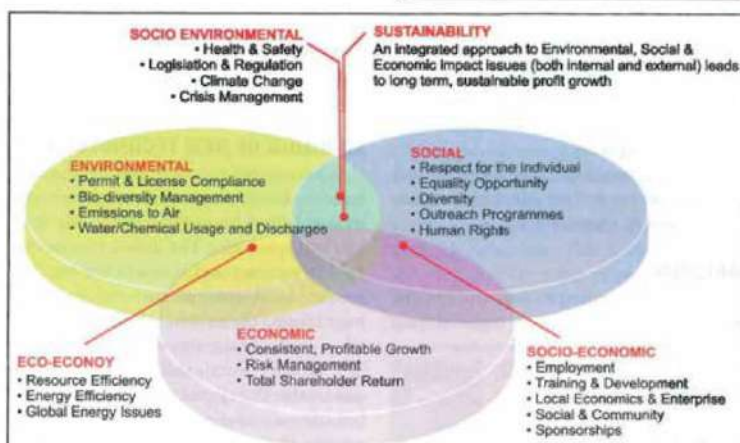 SOCIO ENVIRONMENTAL
• Health & Safety
• Logislation & Regulation
• Climate Change
• Crisis Management
SUSTAINABILITY
An integrated approach to Environmental, Social &
Economic Impact issues (both internal and external) leads
to long term, sustainable profit growth
ENVIRONMENTAL
• Permit & License Compliance
• Bio-diversity Management
• Emissions to Air
• Water/Chemical Usage and Discharges
SOCIAL
• Respect for the Individual
• Equality Opportunity
• Diversity
• Outreach Programmes
• Human Rights
ECONOMIC
• Consistent, Profitable Growth
• Risk Management
• Total Shareholder Return
ECO-ECONOY
• Resource Efficiency
• Energy Efficiency
• Global Energy Issues
SOCIO-ECONOMIC
• Employment
• Training & Development
• Local Economics & Enterprise
• Social & Community
• Sponsorships